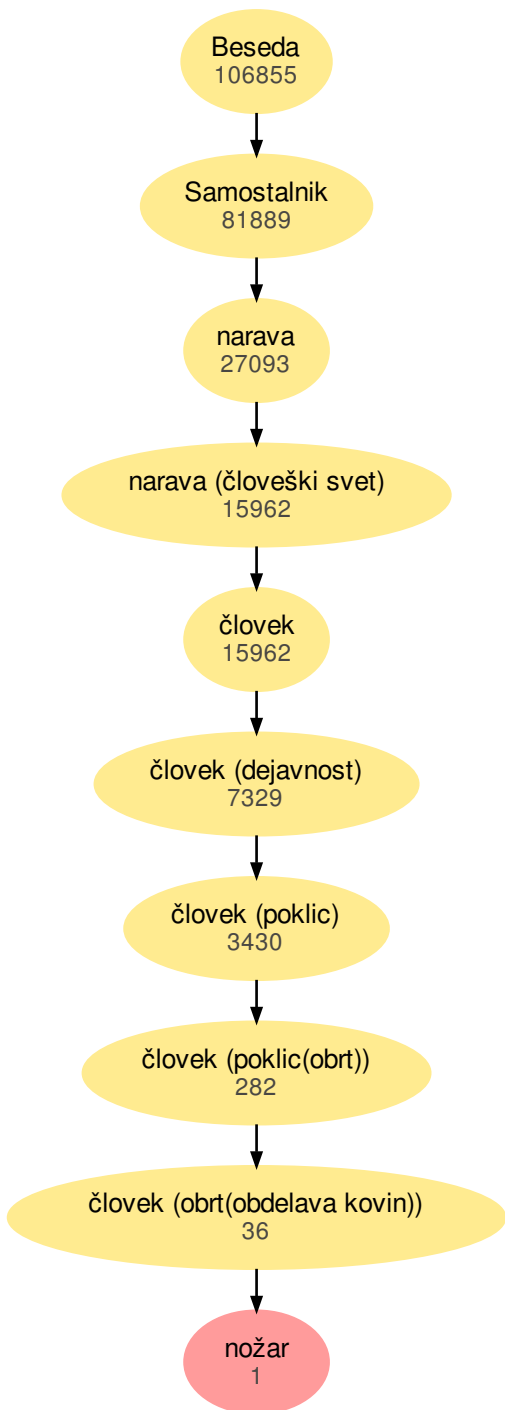 Beseda
106855
Samostalnik
81889
narava
27093
narava (človeški svet)
15962
človek
15962
človek (dejavnost)
7329
človek (poklic)
3430
človek (poklic(obrt))
282
človek (obrt(obdelava kovin))
36
nožar
1